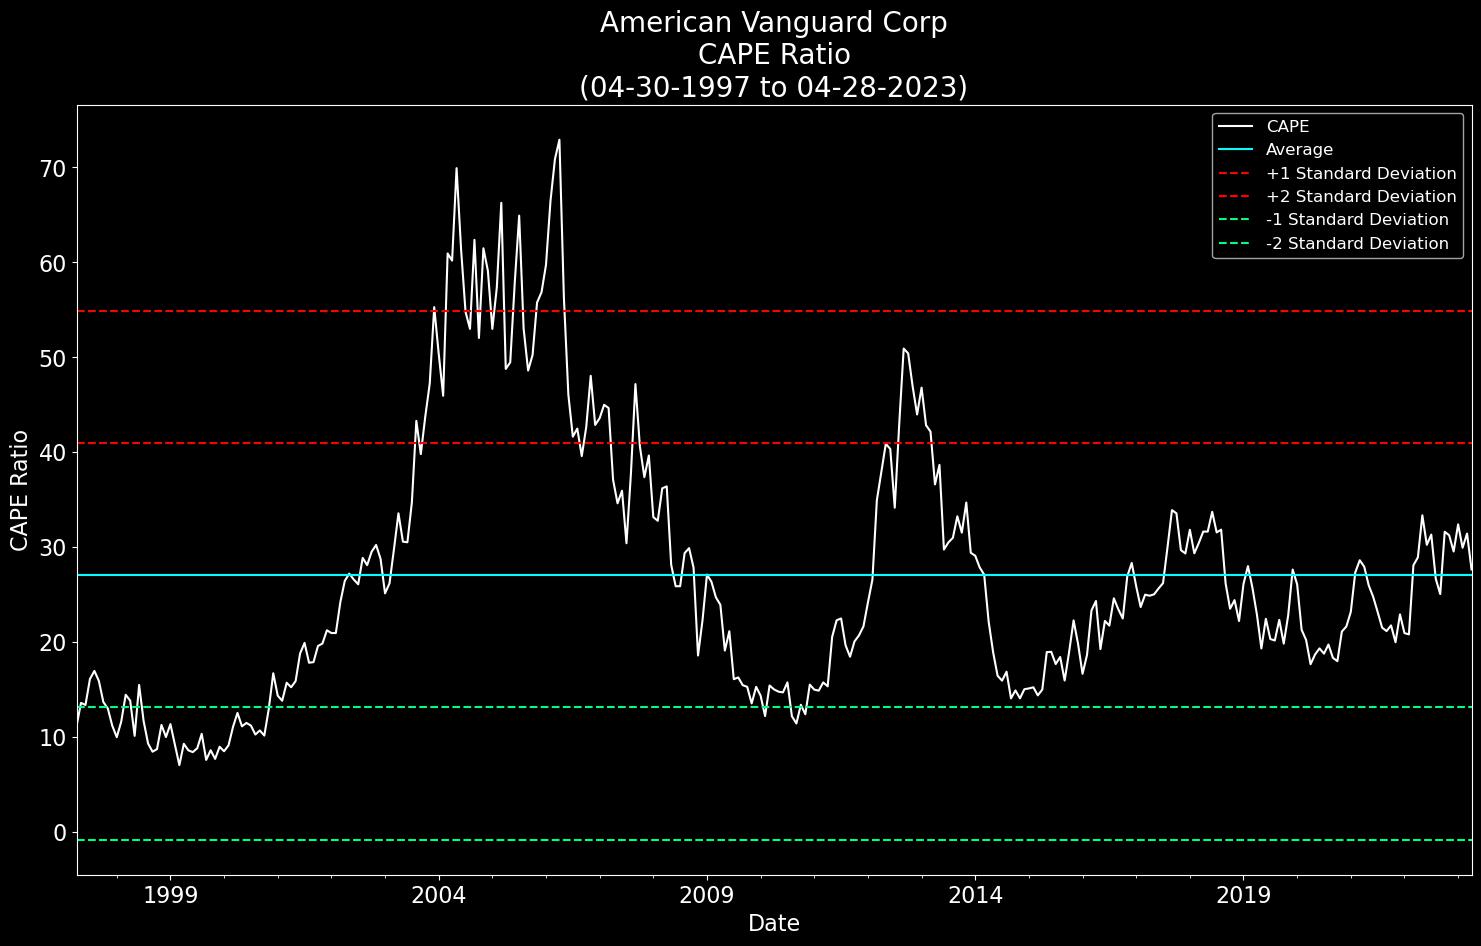 American Vanguard Corp
CAPE Ratio
(04-30-1997 to 04-28-2023)
CAPE
Average
+1 Standard Deviation
+2 Standard Deviation
-1 Standard Deviation
-2 Standard Deviation
70
60
50
40
30
20
10
0
CAPE Ratio
1999 2004 2009 2014 2019
Date